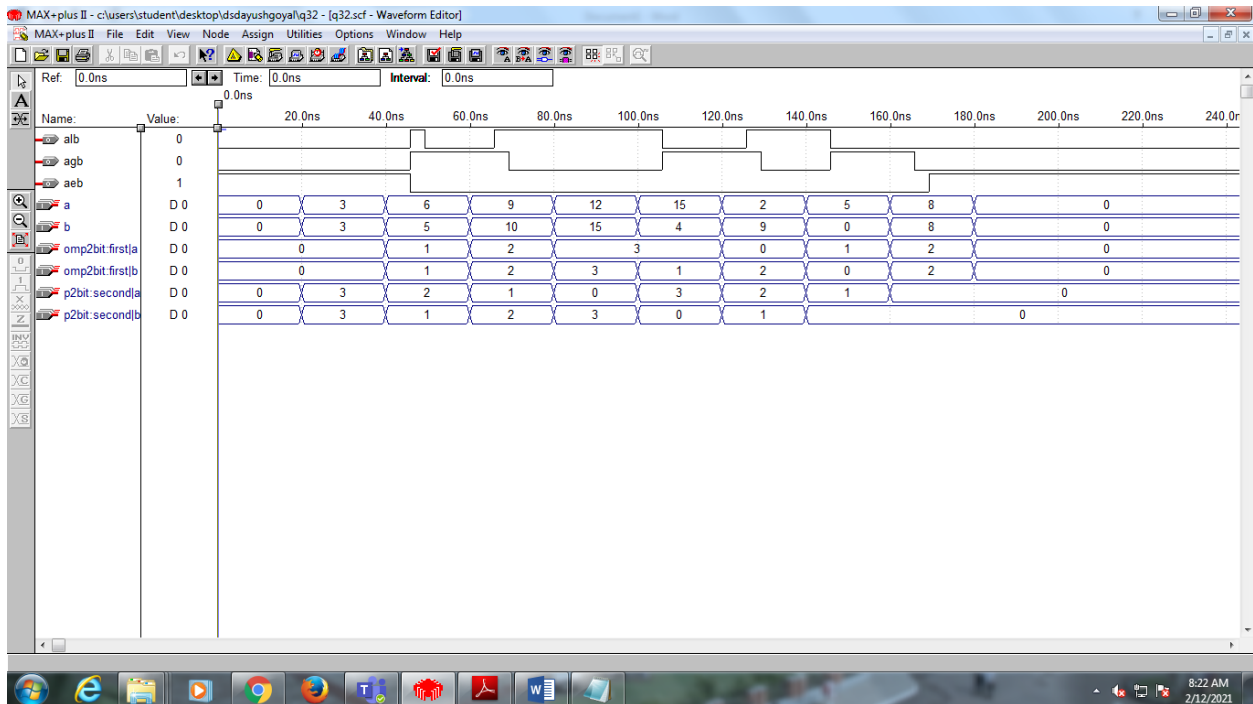 MAX+plus II - c:\users\student\desktop\dsdayushgoyal\q32 - [q32.scf - Waveform Editor]
MAX+plus II File Edit View Node Assign Utilities Options Window Help
Ref: 0.0ns Time: 0.0ns Interval: 0.0ns
0.0ns
Name: Value: 20.0ns 40.0ns 60.0ns 80.0ns 100.0ns 120.0ns 140.0ns 160.0ns 180.0ns 200.0ns 220.0ns 240.0n
alb 0
agb 0
aeb 1
a D 0 0 3 6 9 12 15 2 5 8 0
b D 0 0 3 5 10 15 4 9 0 8 0
omp2bit:first|a D 0 0 1 2 3 0 1 2 0
omp2bit:first|b D 0 0 1 2 3 1 2 0 2 0
p2bit:second|a D 0 0 3 2 1 0 3 2 1 0
p2bit:second|b D 0 0 3 1 2 3 0 1 0
8:22 AM
2/12/2021